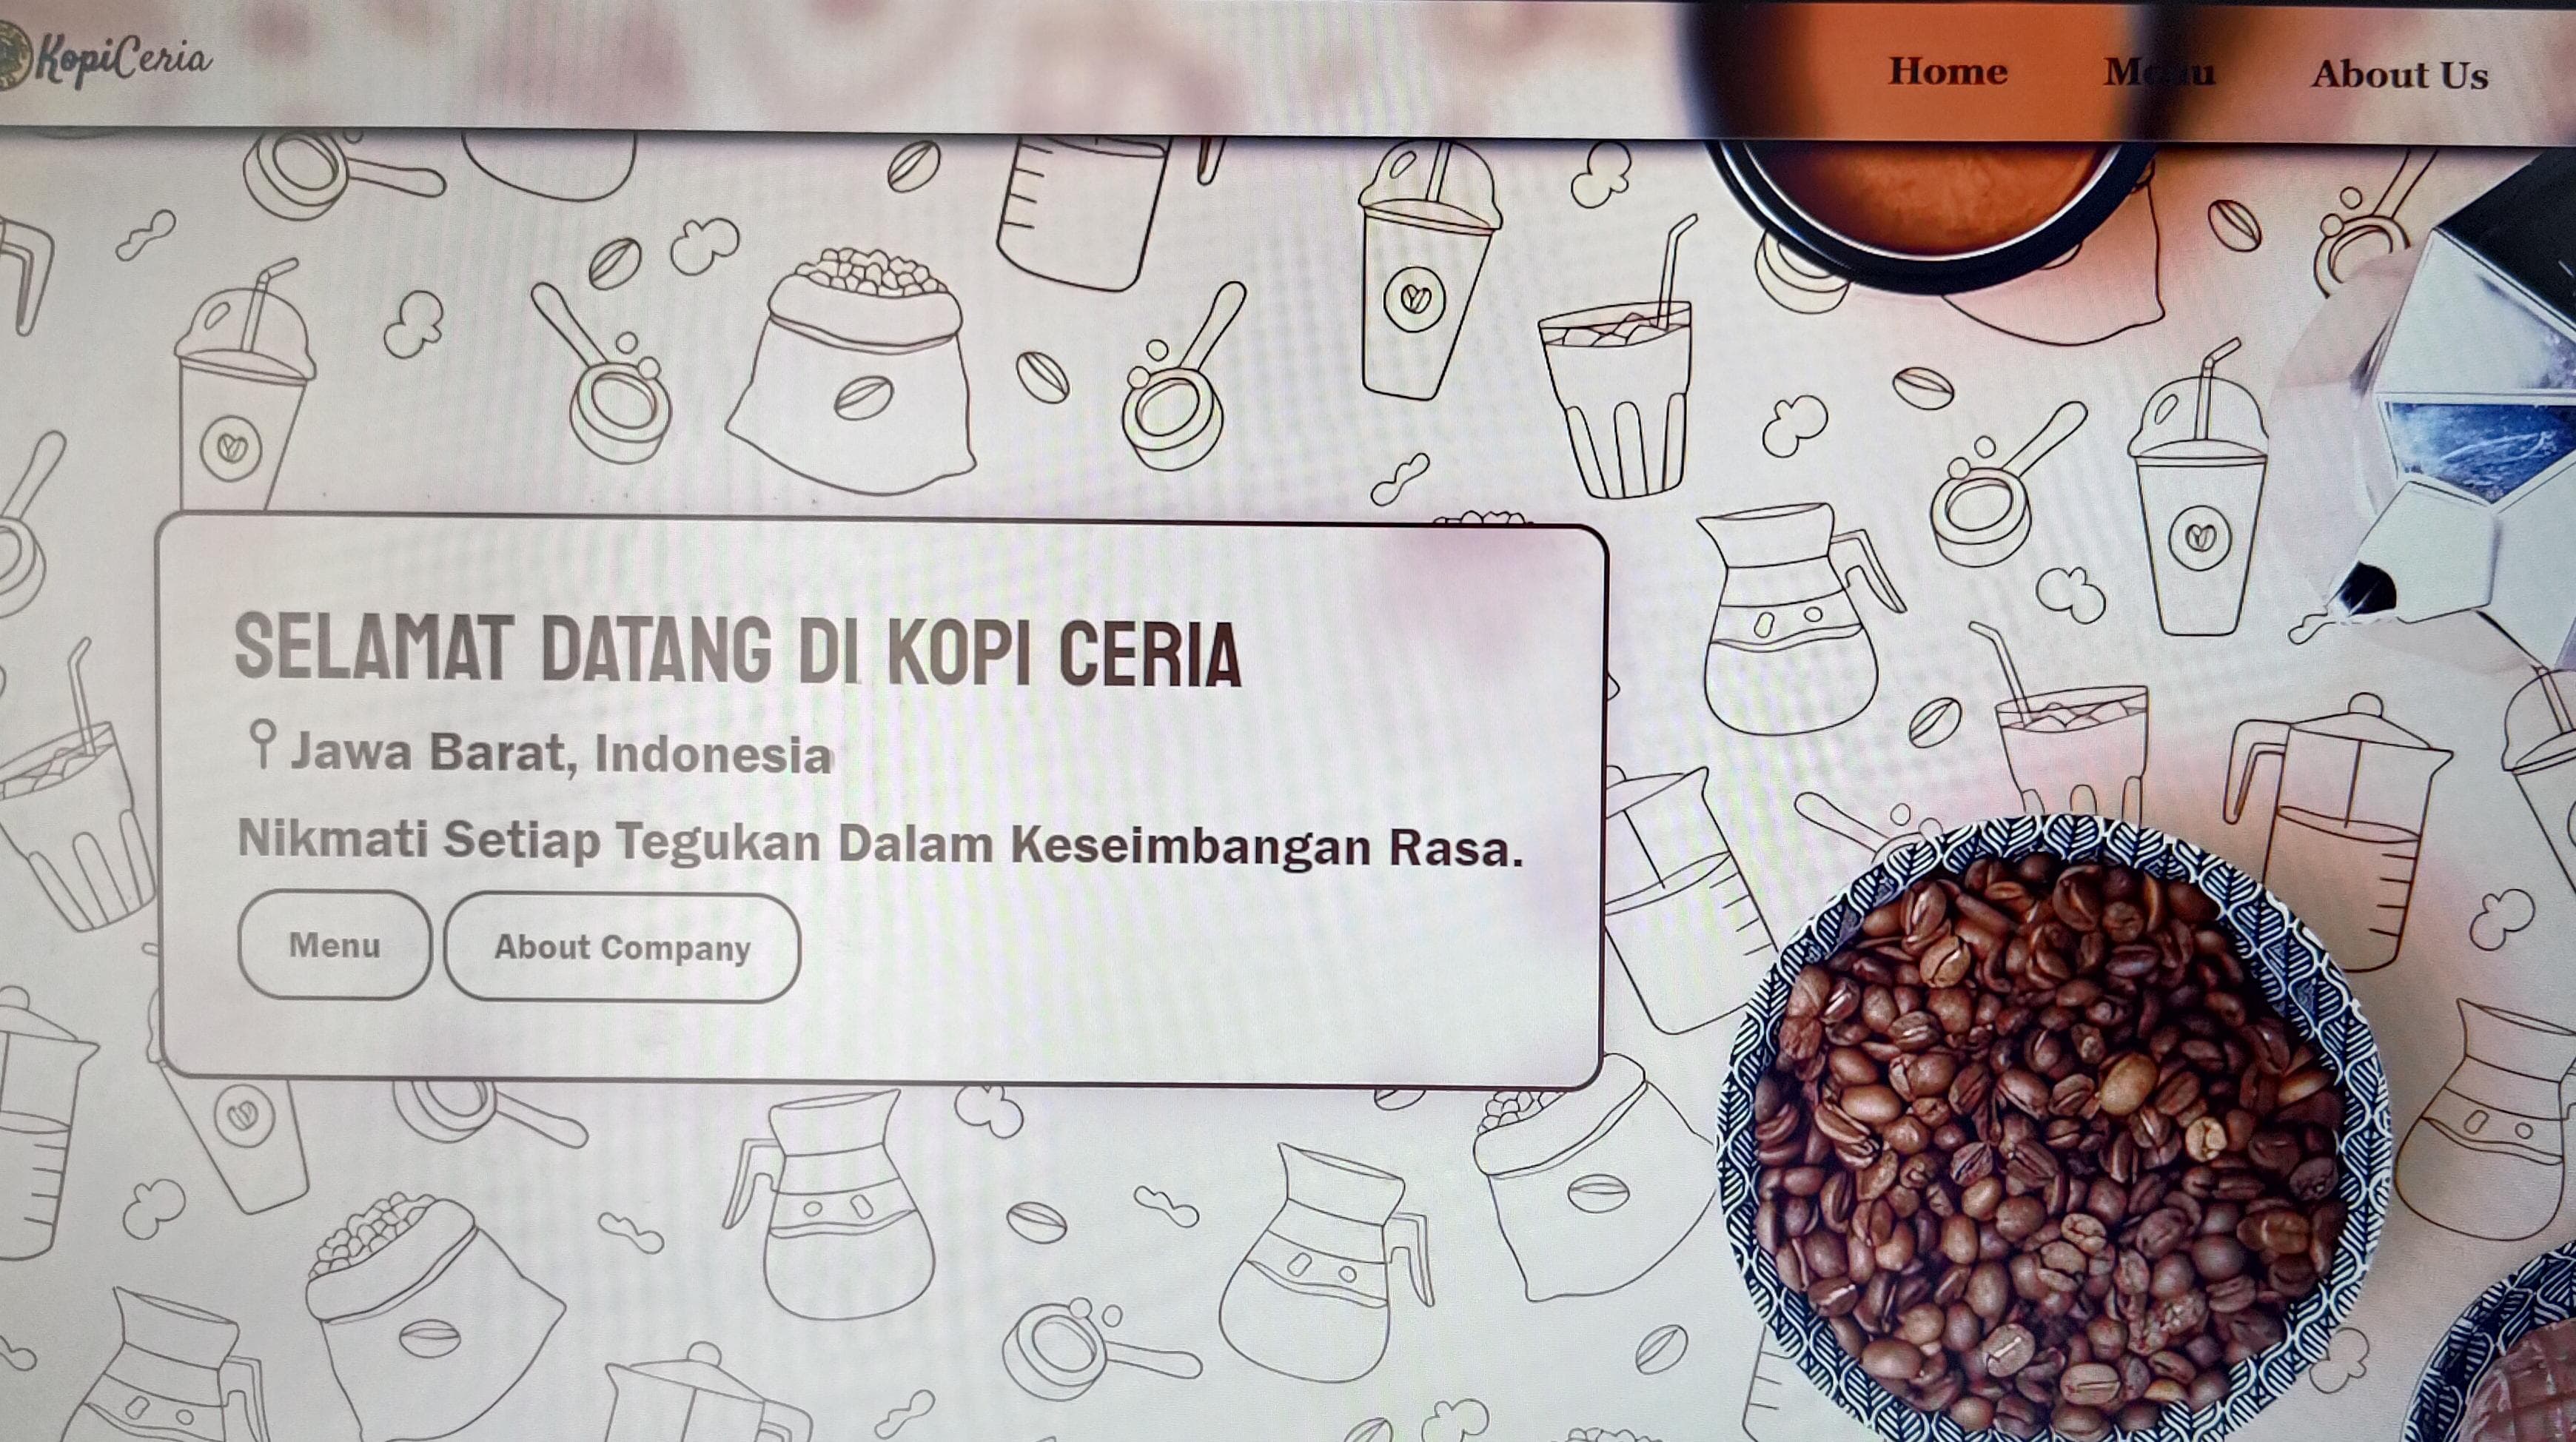 KopiCeria
Home Menu About Us
SELAMAT DATANG DI KOPI CERIA
Jawa Barat, Indonesia
Nikmati Setiap Tegukan Dalam Keseimbangan Rasa.
Menu About Company